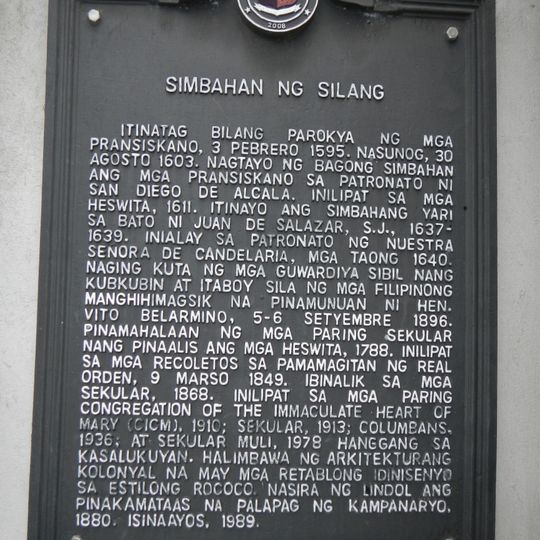 2008
SIMBAHAN NG SILANG
ITINATAG BILANG PAROKYA NG MGA
PRANSISKANO, 3 PEBRERO 1595. NASUNOG, 30
AGOSTO 1603. NAGTAYO NG BAGONG SIMBAHAN
ANG MGA PRANSISKANO SA PATRONATO NI
SAN DIEGO DE ALCALA. INILIPAT SA MGA
HESWITA, 1611. ITINAYO ANG SIMBAHANG YARI
SA BATO NI JUAN DE SALAZAR, S.J., 1637-
1639. INIALAY SA PATRONATO NG NUESTRA
SENORA DE CANDELARIA, MGA TAONG 1640.
NAGING KUTA NG MGA GUWARDIYA SIBIL NANG
KUBKUBIN AT ITABOY SILA NG MGA FILIPINONG
MANGHIHIMAGSIK NA PINAMUNUAN NI HEN.
VITO BELARMINO, 5-6 SETYEMBRE 1896.
PINAMAHALAAN NG MGA PARING SEKULAR
NANG PINAALIS ANG MGA HESWITA, 1788. INILIPAT
SA MGA RECOLETOS SA PAMAMAGITAN NG REAL
ORDEN, 9 MARSO 1849. IBINALIK SA MGA
SEKULAR, 1868. INILIPAT SA MGA PARING
CONGREGATION OF THE IMMACULATE HEART OF
MARY (CICM), 1910; SEKULAR, 1913; COLUMBANS,
1936; AT SEKULAR MULI, 1978 HANGGANG SA
KASALUKUYAN. HALIMBAWA NG ARKITEKTURANG
KOLONYAL NA MAY MGA RETABLONG IDINISENYO
SA ESTILONG ROCOCO. NASIRA NG LINDOL ANG
PINAKAMATAAS NA PALAPAG NG KAMPANARYO,
1880. ISINAAYOS, 1989.